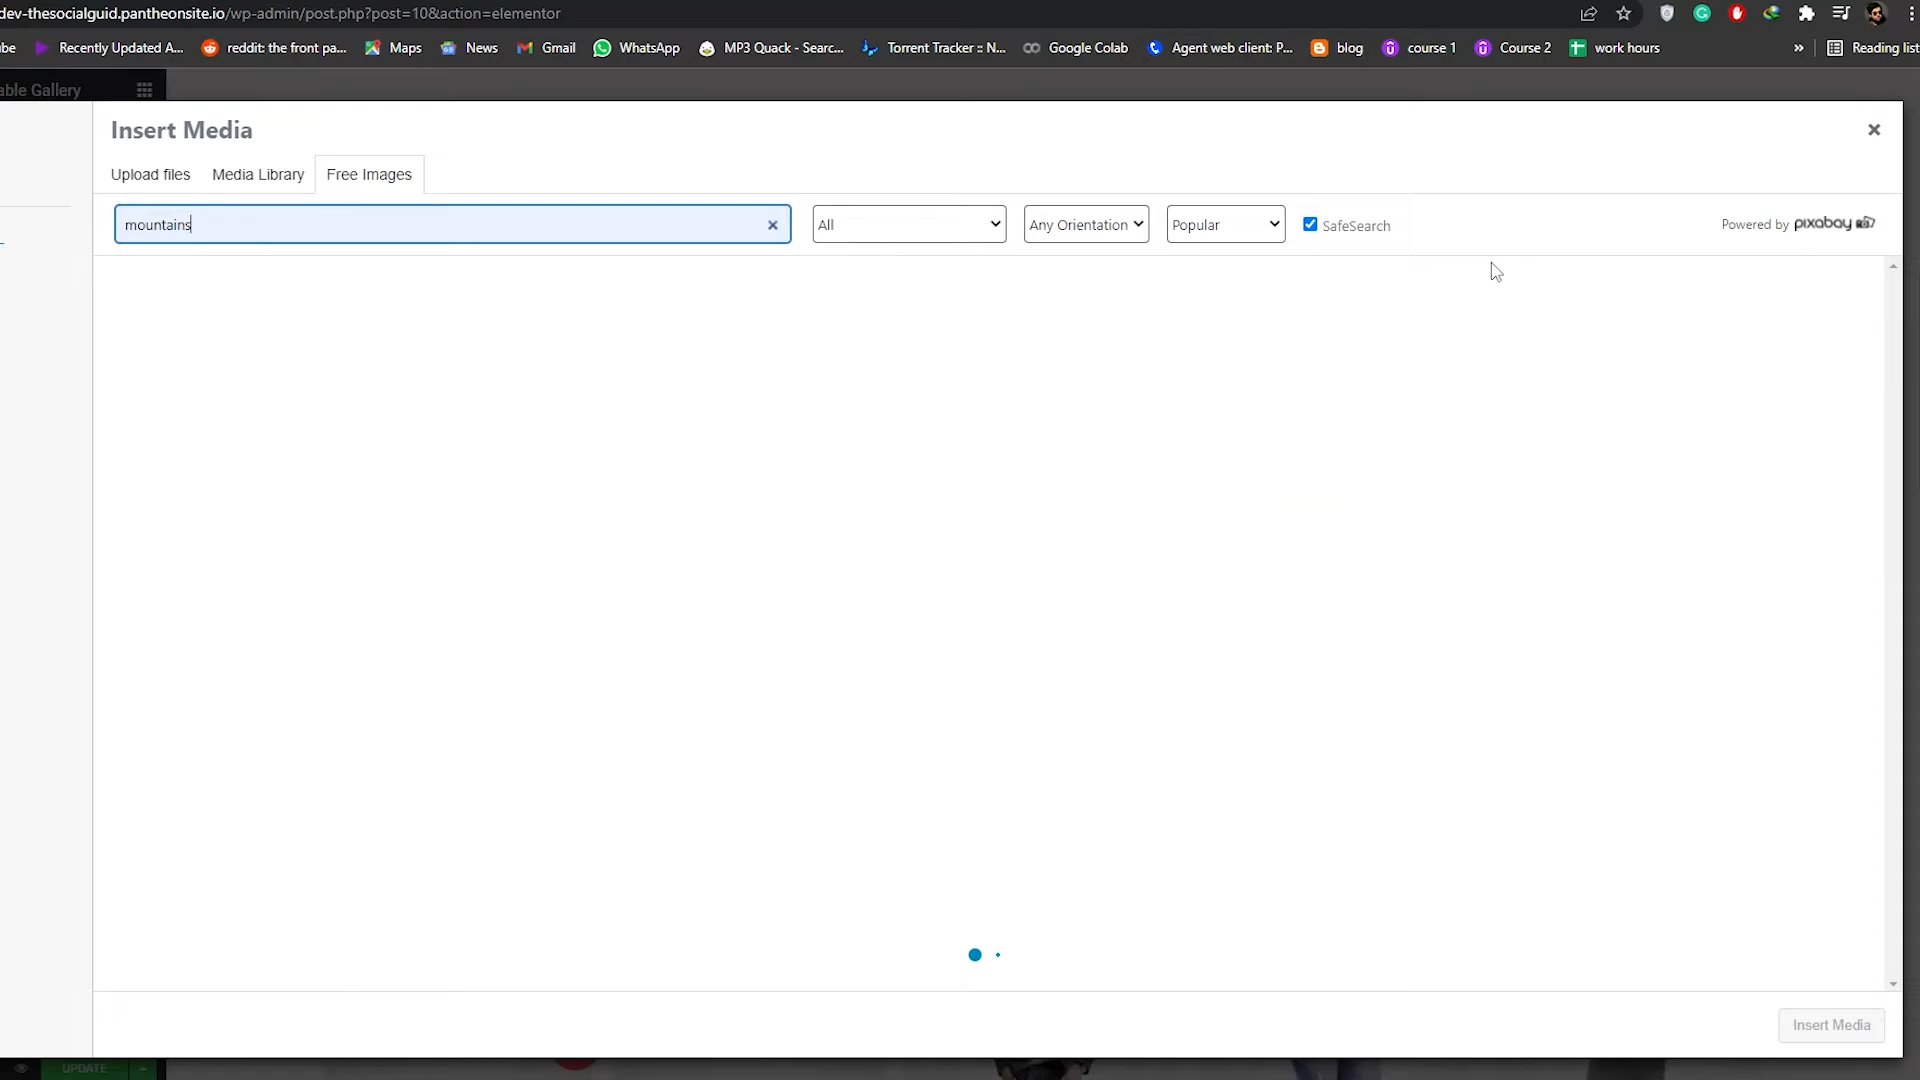 dev-thesocialguid.pantheonsite.io/wp-admin/post.php?post=10&action=elementor
be Recently Updated A... reddit: the front pa... Maps News Gmail WhatsApp MP3 Quack - Searc... Torrent Tracker :: N... Google Colab Agent web client: P... blog course 1 Course 2 work hours » Reading list
able Gallery
Insert Media
Upload files Media Library Free Images
mountains All Any Orientation Popular SafeSearch Powered by pixabay
Insert Media
UPDATE